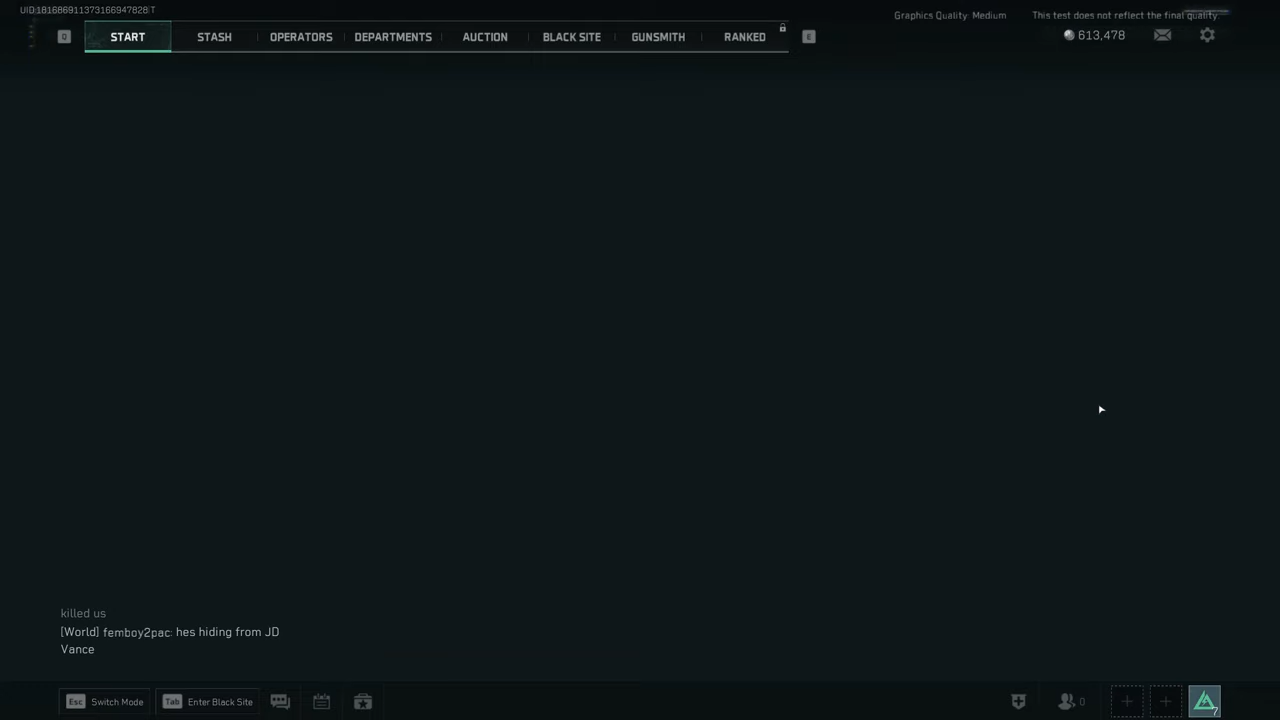 UID:181686911373166947828 T
Graphics Quality: Medium
This test does not reflect the final quality
Q
START
STASH
OPERATORS
DEPARTMENTS
AUCTION
BLACK SITE
GUNSMITH
RANKED
E
613,478
killed us
[World] femboy2pac: hes hiding from JD
Vance
Esc Switch Mode
Tab Enter Black Site
0
7